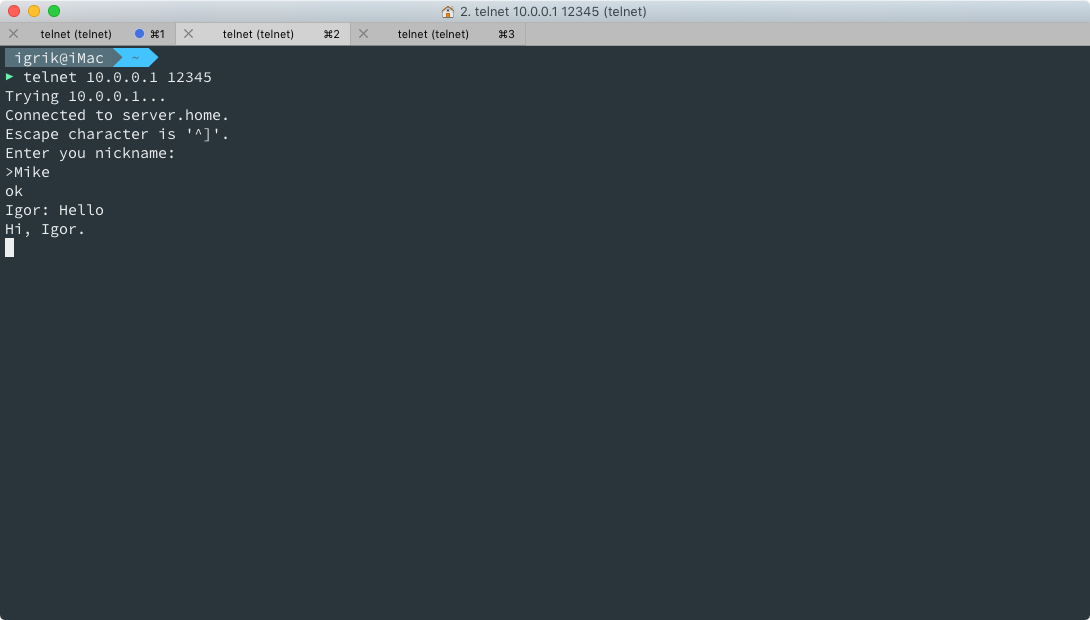 2. telnet 10.0.0.1 12345 (telnet)
telnet (telnet) ⌘1 telnet (telnet) ⌘2 telnet (telnet) ⌘3
igrik@iMac ~
telnet 10.0.0.1 12345
Trying 10.0.0.1...
Connected to server.home.
Escape character is '^]'.
Enter you nickname:
>Mike
ok
Igor: Hello
Hi, Igor.